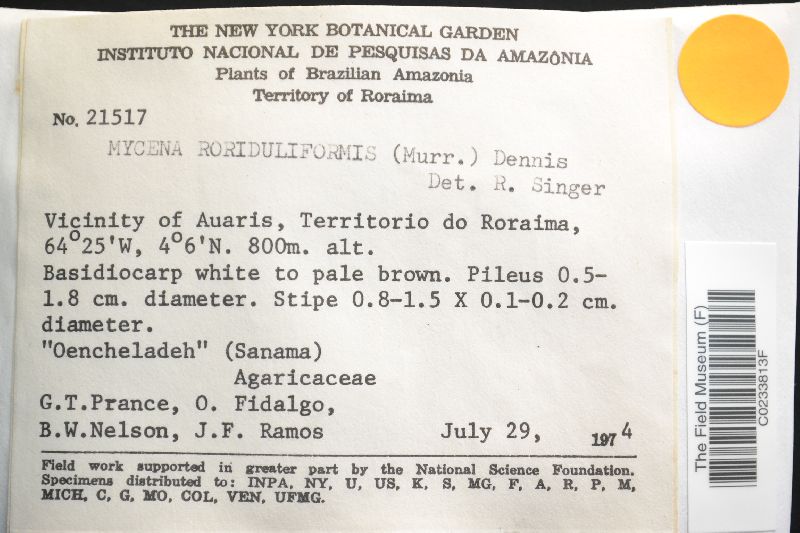 THE NEW YORK BOTANICAL GARDEN
INSTITUTO NACIONAL DE PESQUISAS DA AMAZÔNIA
Plants of Brazilian Amazonia
Territory of Roraima
No. 21517
MYCENA RORIDULIFORMIS (Murr.) Dennis
Det. R. Singer
Vicinity of Auaris, Territorio do Roraima,
64°25'W, 4°6'N. 800m. alt.
Basidiocarp white to pale brown. Pileus 0.5-
1.8 cm. diameter. Stipe 0.8-1.5 X 0.1-0.2 cm.
diameter.
"Oencheladeh" (Sanama)
Agaricaceae
G.T.Prance, O. Fidalgo,
B.W.Nelson, J.F. Ramos July 29, 1974
Field work supported in greater part by the National Science Foundation.
Specimens distributed to: INPA, NY, U, US, K, S, MG, F, A, R, P, M,
MICH, C, G, MO, COL, VEN, UFMG.
The Field Museum (F)
C0233813F